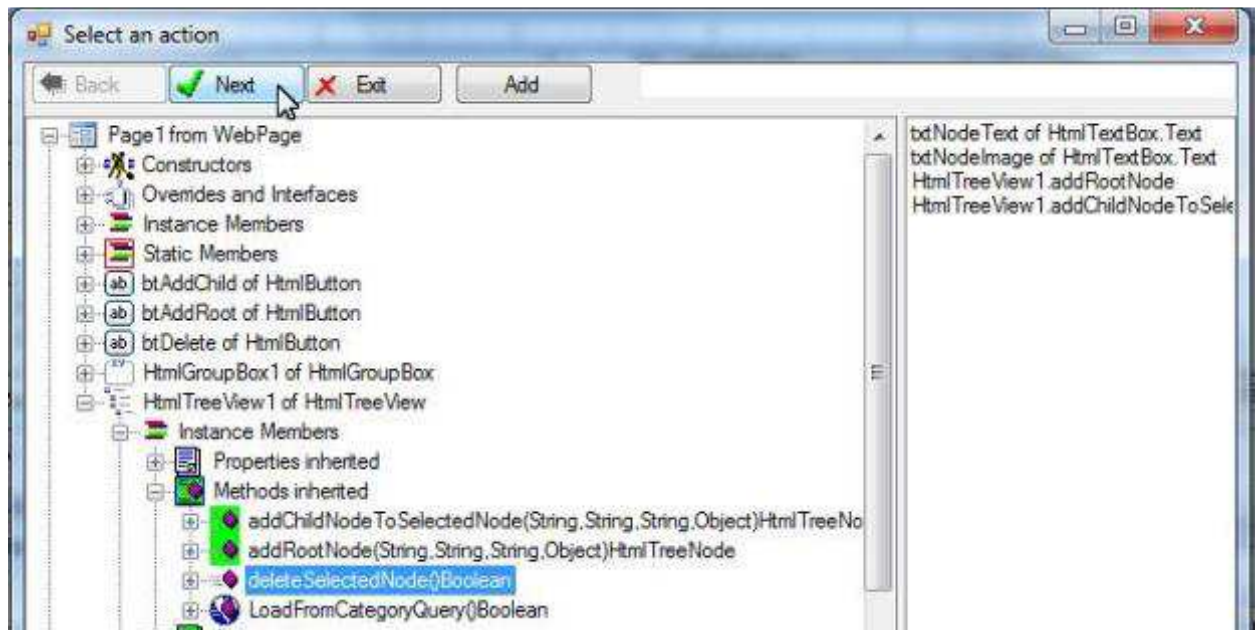 Select an action
Back Next Exit Add
Page1 from WebPage
Constructors
Overrides and Interfaces
Instance Members
Static Members
btAddChild of HtmlButton
btAddRoot of HtmlButton
btDelete of HtmlButton
HtmlGroupBox1 of HtmlGroupBox
HtmlTreeView1 of HtmlTreeView
Instance Members
Properties inherited
Methods inherited
addChildNodeToSelectedNode(String,String,String,Object)HtmlTreeNo
addRootNode(String,String,String,Object)HtmlTreeNode
deleteSelectedNode()Boolean
LoadFromCategoryQuery()Boolean
txtNodeText of HtmlTextBox.Text
txtNodeImage of HtmlTextBox.Text
HtmlTreeView1.addRootNode
HtmlTreeView1.addChildNodeToSele